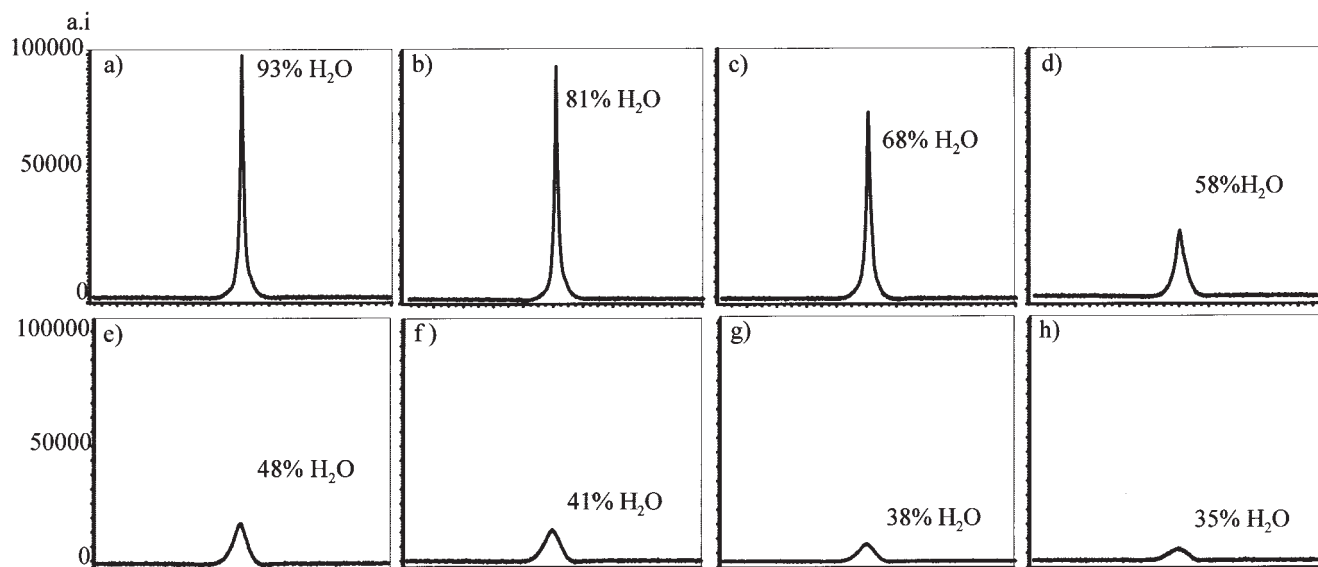 a.i
100000
50000
0
a)
93% H₂O
b)
81% H₂O
c)
68% H₂O
d)
58%H₂O
100000
50000
0
e)
48% H₂O
f)
41% H₂O
g)
38% H₂O
h)
35% H₂O